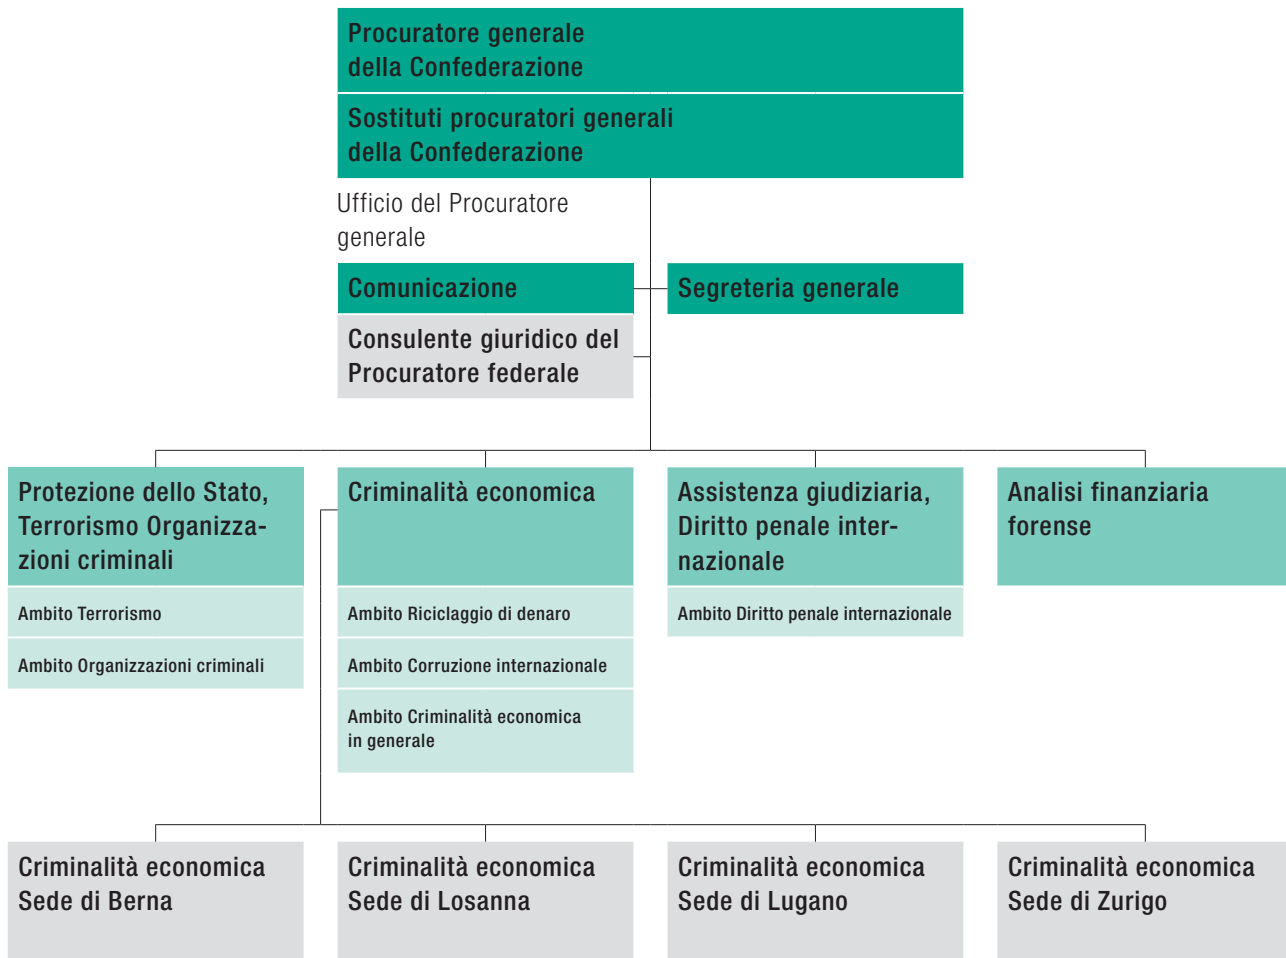 Procuratore generale
della Confederazione
Sostituti procuratori generali
della Confederazione
Ufficio del Procuratore
generale
Comunicazione
Segreteria generale
Consulente giuridico del
Procuratore federale
Protezione dello Stato,
Terrorismo Organizza-
zioni criminali
Ambito Terrorismo
Ambito Organizzazioni criminali
Criminalità economica
Ambito Riciclaggio di denaro
Ambito Corruzione internazionale
Ambito Criminalità economica
in generale
Assistenza giudiziaria,
Diritto penale inter-
nazionale
Ambito Diritto penale internazionale
Analisi finanziaria
forense
Criminalità economica
Sede di Berna
Criminalità economica
Sede di Losanna
Criminalità economica
Sede di Lugano
Criminalità economica
Sede di Zurigo